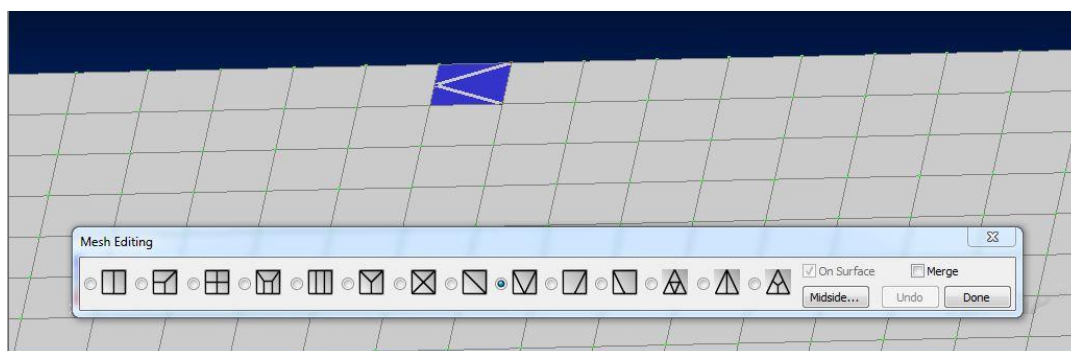 Mesh Editing
On Surface
Merge
Midside...
Undo
Done